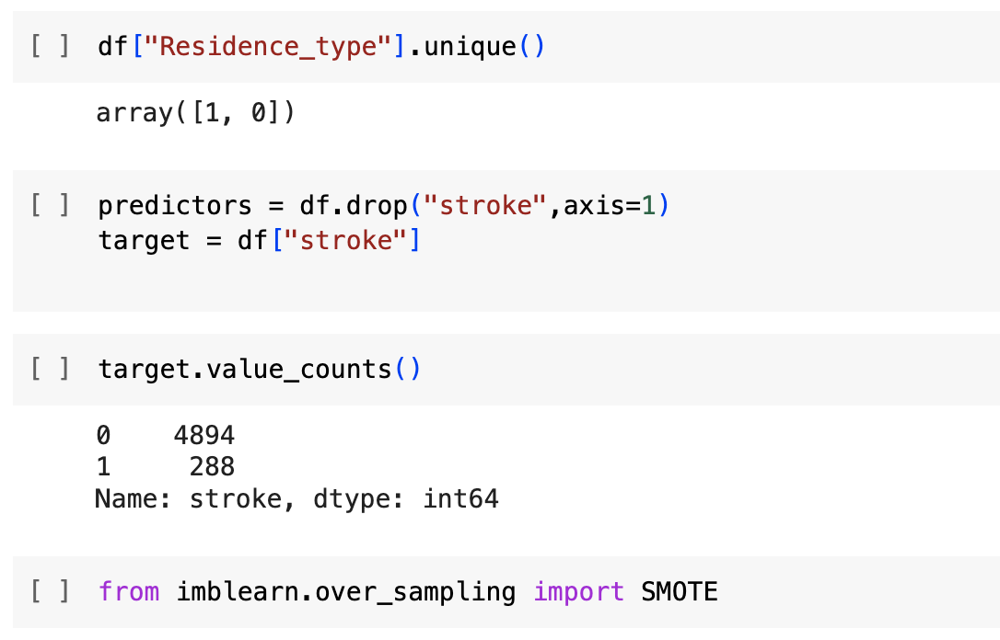 [ ] df["Residence_type"].unique()
array([1, 0])
[ ] predictors = df.drop("stroke",axis=1)
target = df["stroke"]
[ ] target.value_counts()
0    4894
1     288
Name: stroke, dtype: int64
[ ] from imblearn.over_sampling import SMOTE